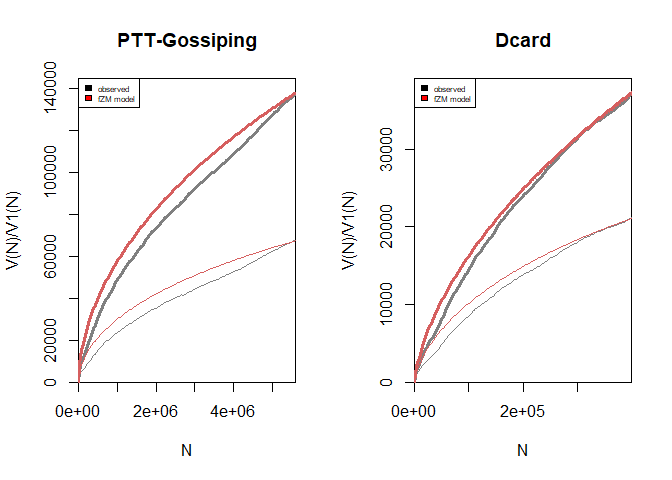 PTT-Gossiping
observed
fZM model
V(N)/V1(N)
0 20000 60000 100000 140000
0e+00 2e+06 4e+06
N
Dcard
observed
fZM model
V(N)/V1(N)
0 10000 20000 30000
0e+00 2e+05
N